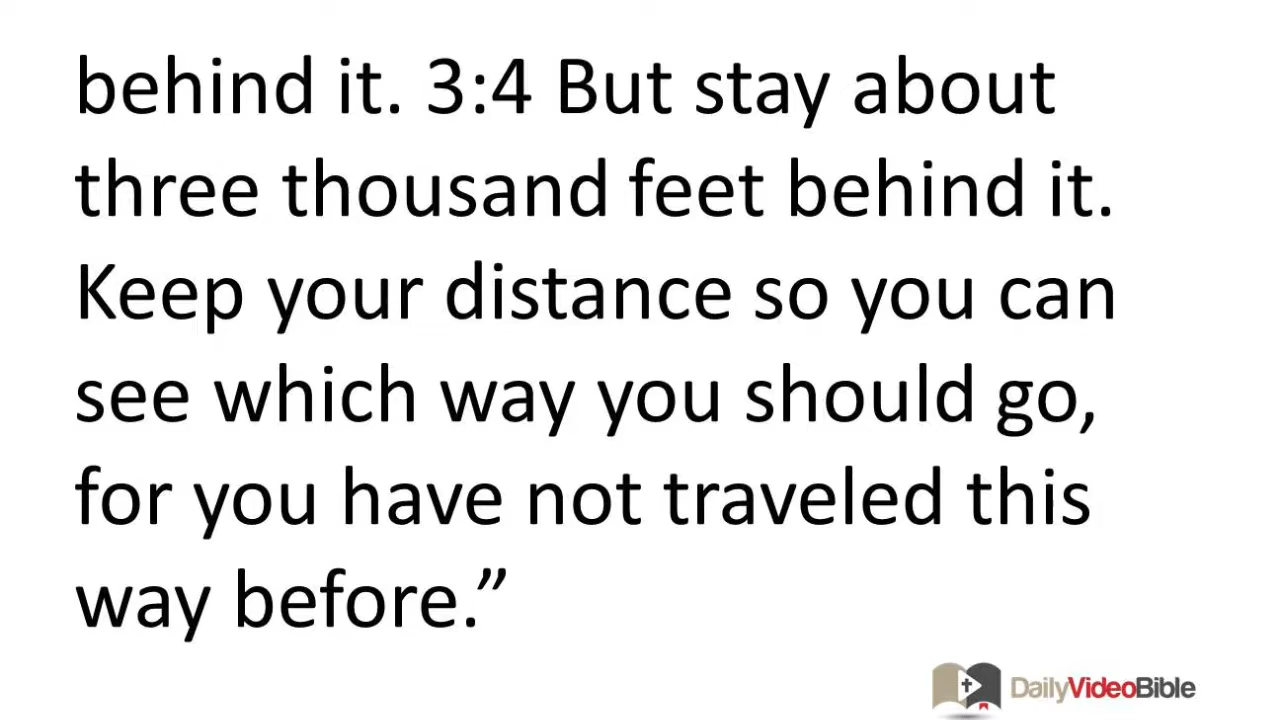 behind it. 3:4 But stay about
three thousand feet behind it.
Keep your distance so you can
see which way you should go,
for you have not traveled this
way before.”
DailyVideoBible